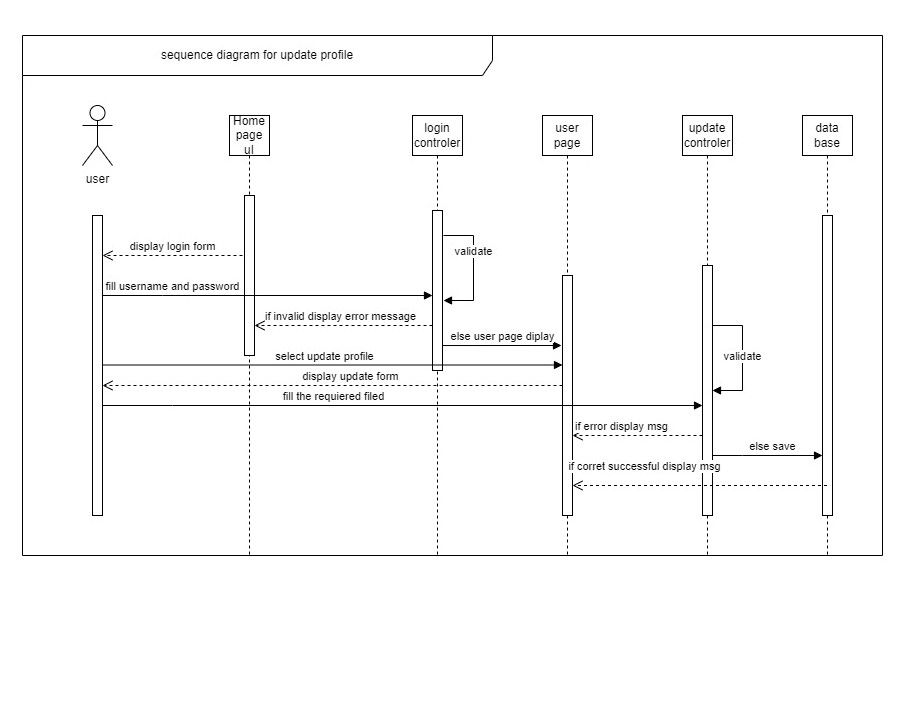 sequence diagram for update profile
Home
page
uI
login
controler
user
page
update
controler
data
base
user
display login form
validate
fill username and password
if invalid display error message
else user page diplay
select update profile
validate
display update form
fill the requiered filed
if error display msg
else save
if corret successful display msg